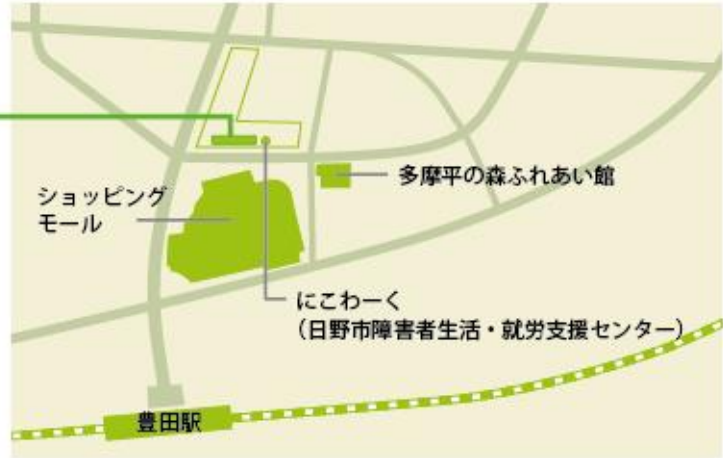 ショッピング
モール
多摩平の森ふれあい館
にこわーく
（日野市障害者生活・就労支援センター）
豊田駅